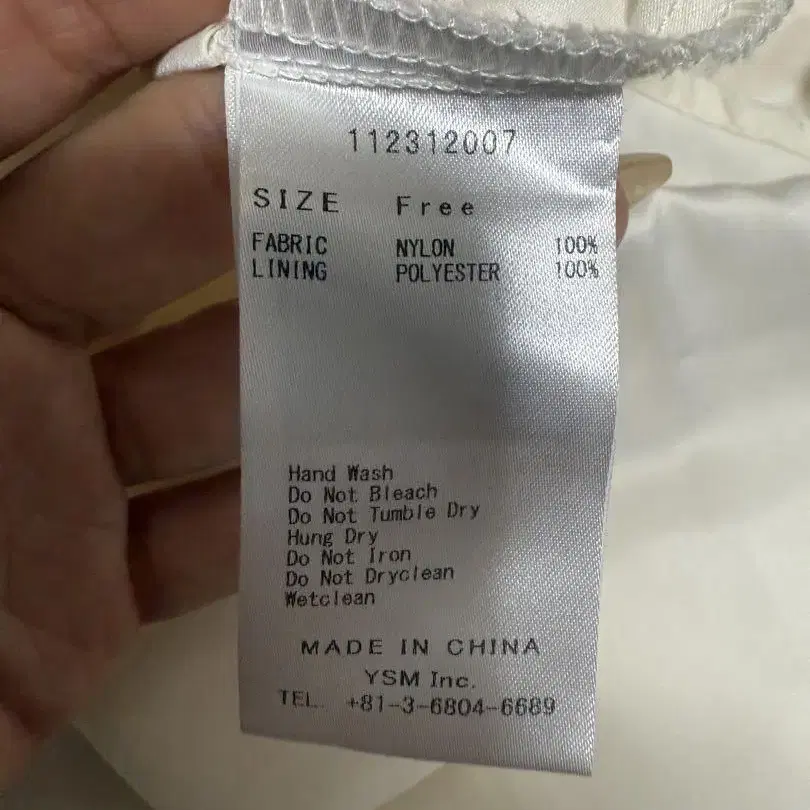 112312007
SIZE Free
FABRIC NYLON 100%
LINING POLYESTER 100%
Hand Wash
Do Not Bleach
Do Not Tumble Dry
Hung Dry
Do Not Iron
Do Not Dryclean
Wetclean
MADE IN CHINA
YSM Inc.
TEL. +81-3-6804-6689